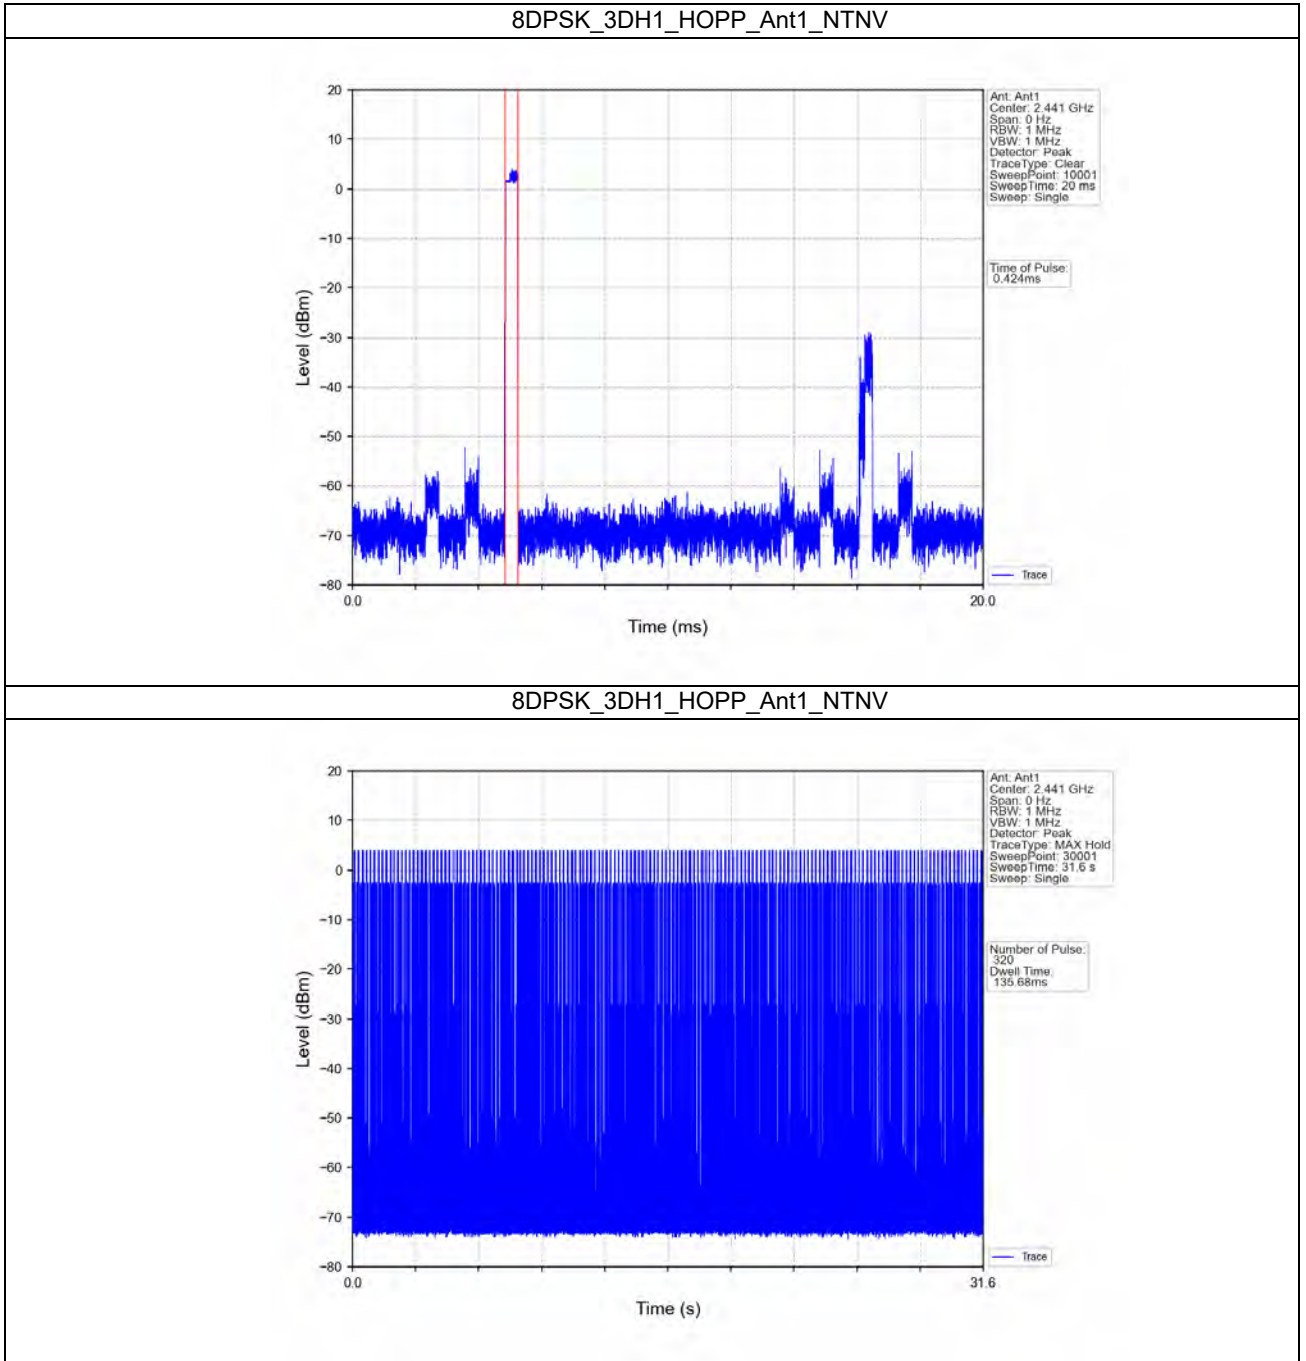 8DPSK_3DH1_HOPP_Ant1_NTNV
20
10
0
−10
−20
−30
−40
−50
−60
−70
−80
Level (dBm)
0.0
20.0
Time (ms)
Ant: Ant1
Center: 2.441 GHz
Span: 0 Hz
RBW: 1 MHz
VBW: 1 MHz
Detector: Peak
TraceType: Clear
SweepPoint: 10001
SweepTime: 20 ms
Sweep: Single
Time of Pulse:
0.424ms
Trace
8DPSK_3DH1_HOPP_Ant1_NTNV
20
10
0
−10
−20
−30
−40
−50
−60
−70
−80
Level (dBm)
0.0
31.6
Time (s)
Ant: Ant1
Center: 2.441 GHz
Span: 0 Hz
RBW: 1 MHz
VBW: 1 MHz
Detector: Peak
TraceType: MAX Hold
SweepPoint: 30001
SweepTime: 31.6 s
Sweep: Single
Number of Pulse:
320
Dwell Time:
135.68ms
Trace